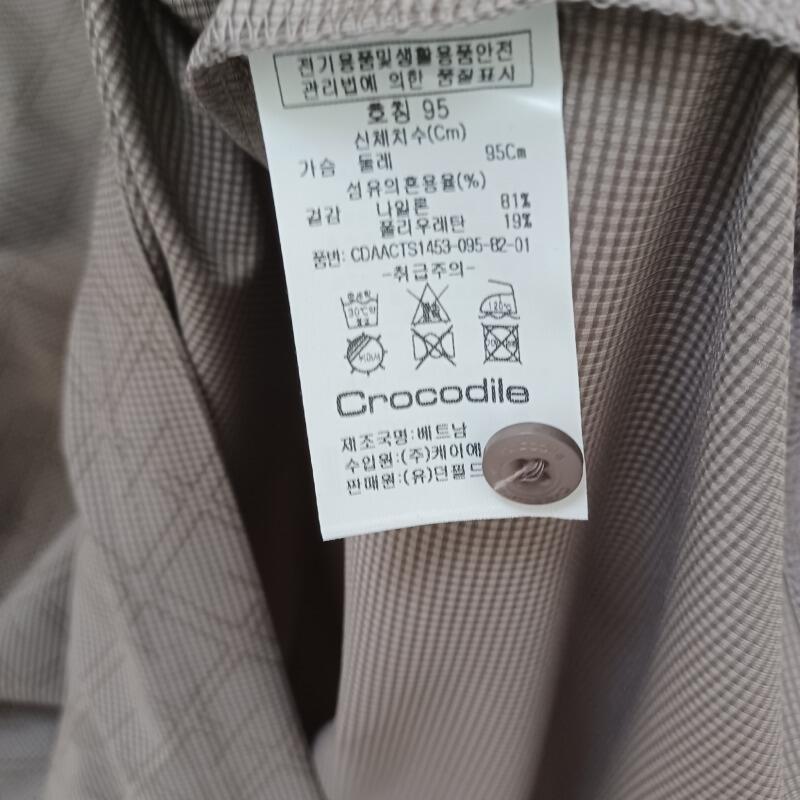 전기용품및생활용품안전
관리법에 의한 품질표시
호칭 95
신체치수(Cm)
가슴 둘레 95Cm
섬유의혼용율(%)
겉감 나일론 81%
폴리우레탄 19%
품번: CDAACTS1453-095-82-01
-취급주의-
30℃
120℃
Crocodile
제조국명:베트남
수입원:(주)케이애
판매원:(유)던필드